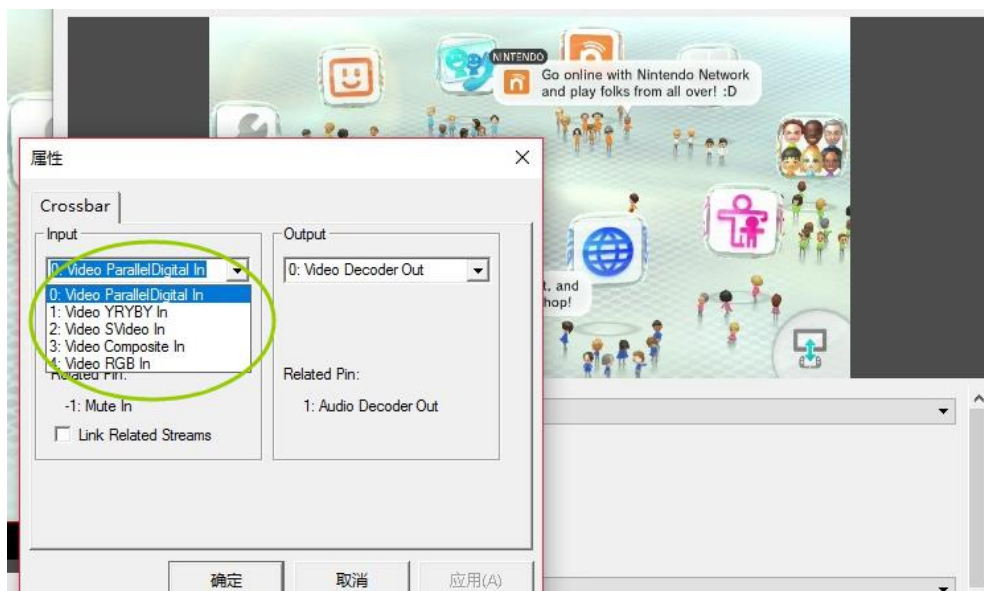 NINTENDO
Go online with Nintendo Network
and play folks from all over! :D
属性
Crossbar
Input
0: Video ParallelDigital In
0: Video ParallelDigital In
1: Video YRYBY In
2: Video SVideo In
3: Video Composite In
4: Video RGB In
Related Pin:
-1: Mute In
Link Related Streams
Output
0: Video Decoder Out
Related Pin:
1: Audio Decoder Out
t, and
hop!
确定
取消
应用(A)